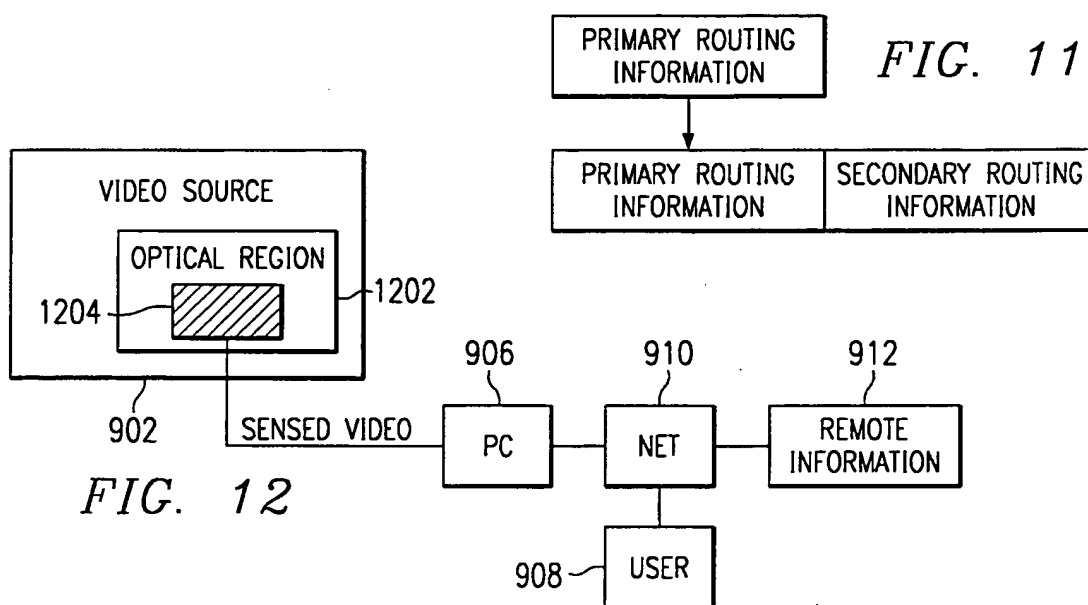 PRIMARY ROUTING
INFORMATION
FIG. 11
PRIMARY ROUTING
INFORMATION
SECONDARY ROUTING
INFORMATION
VIDEO SOURCE
OPTICAL REGION
1204
1202
902
SENSED VIDEO
906
PC
910
NET
912
REMOTE
INFORMATION
908
USER
FIG. 12